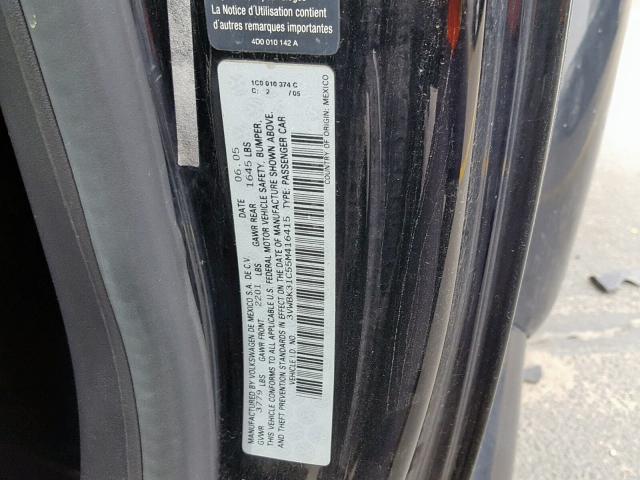 La Notice d'Utilisation contient
d'autres remarques importantes
4D0 010 142 A
1C0 010 374 C
C: 2 / 05
MANUFACTURED BY VOLKSWAGEN DE MEXICO S.A. DE C.V. DATE 06.05
GVWR 3779 LBS GAWR FRONT. 2201 LBS GAWR REAR 1645 LBS
THIS VEHICLE CONFORMS TO ALL APPLICABLE U.S. FEDERAL MOTOR VEHICLE SAFETY, BUMPER,
AND THEFT PREVENTION STANDARDS IN EFFECT ON THE DATE OF MANUFACTURE SHOWN ABOVE.
VEHICLE I.D. NO. 3VWBK31C55M416415 TYPE: PASSENGER CAR
COUNTRY OF ORIGIN: MEXICO